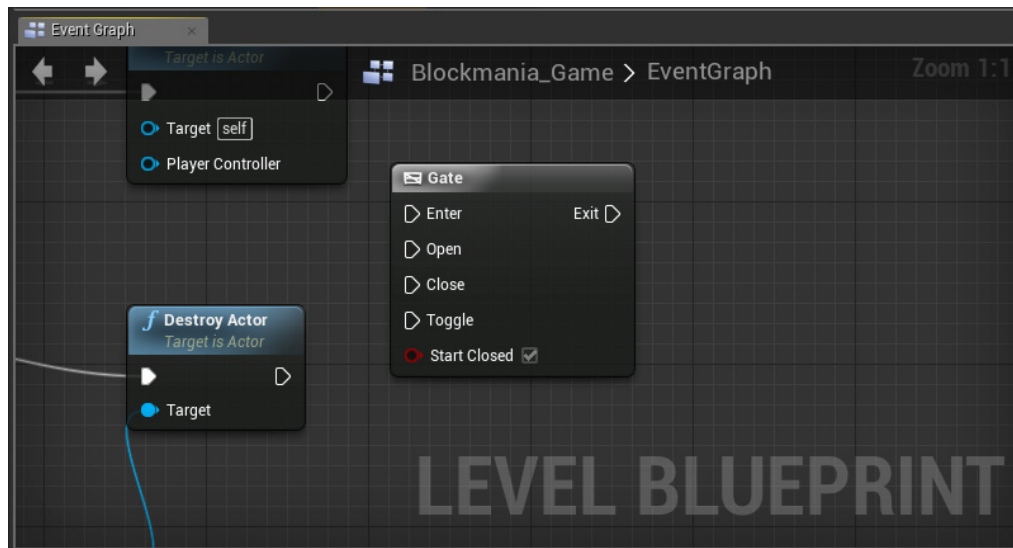 Event Graph
Target is Actor
Blockmania_Game > EventGraph
Zoom 1:1
Target self
Player Controller
Gate
Enter
Exit
Open
Close
Toggle
Start Closed
f Destroy Actor
Target is Actor
Target
LEVEL BLUEPRINT